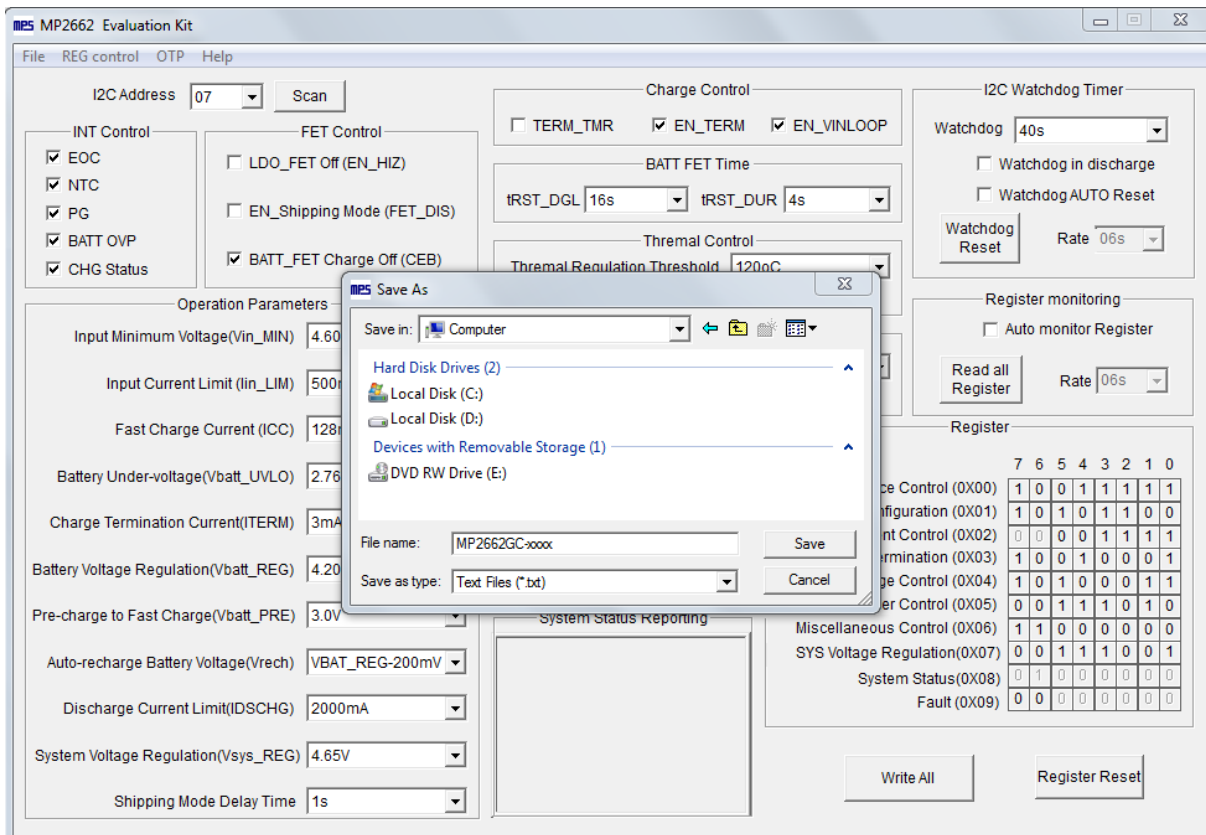 mps MP2662 Evaluation Kit
File REG control OTP Help
I2C Address 07 Scan
INT Control
EOC
NTC
PG
BATT OVP
CHG Status
FET Control
LDO_FET Off (EN_HIZ)
EN_Shipping Mode (FET_DIS)
BATT_FET Charge Off (CEB)
Charge Control
TERM_TMR EN_TERM EN_VINLOOP
BATT FET Time
tRST_DGL 16s tRST_DUR 4s
Thremal Control
Thremal Regulation Threshold 120oC
I2C Watchdog Timer
Watchdog 40s
Watchdog in discharge
Watchdog AUTO Reset
Watchdog Reset Rate 06s
Register monitoring
Auto monitor Register
Read all Register Rate 06s
Operation Parameters
Input Minimum Voltage(Vin_MIN) 4.60
Input Current Limit (Iin_LIM) 500
Fast Charge Current (ICC) 128
Battery Under-voltage(Vbatt_UVLO) 2.76
Charge Termination Current(ITERM) 3mA
Battery Voltage Regulation(Vbatt_REG) 4.20
Pre-charge to Fast Charge(Vbatt_PRE) 3.0V
Auto-recharge Battery Voltage(Vrech) VBAT_REG-200mV
Discharge Current Limit(IDSCHG) 2000mA
System Voltage Regulation(Vsys_REG) 4.65V
Shipping Mode Delay Time 1s
mps Save As
Save in: Computer
Hard Disk Drives (2)
Local Disk (C:)
Local Disk (D:)
Devices with Removable Storage (1)
DVD RW Drive (E:)
File name: MP2662GC-xxxx Save
Save as type: Text Files (*.txt) Cancel
System Status Reporting
Register
7 6 5 4 3 2 1 0
ce Control (0X00) 1 0 0 1 1 1 1 1
nfiguration (0X01) 1 0 1 0 1 1 0 0
nt Control (0X02) 0 0 0 0 1 1 1 1
ermination (0X03) 1 0 0 1 0 0 0 1
ge Control (0X04) 1 0 1 0 0 0 1 1
er Control (0X05) 0 0 1 1 1 0 1 0
Miscellaneous Control (0X06) 1 1 0 0 0 0 0 0
SYS Voltage Regulation(0X07) 0 0 1 1 1 0 0 1
System Status(0X08) 0 1 0 0 0 0 0 0
Fault (0X09) 0 0 0 0 0 0 0 0
Write All Register Reset